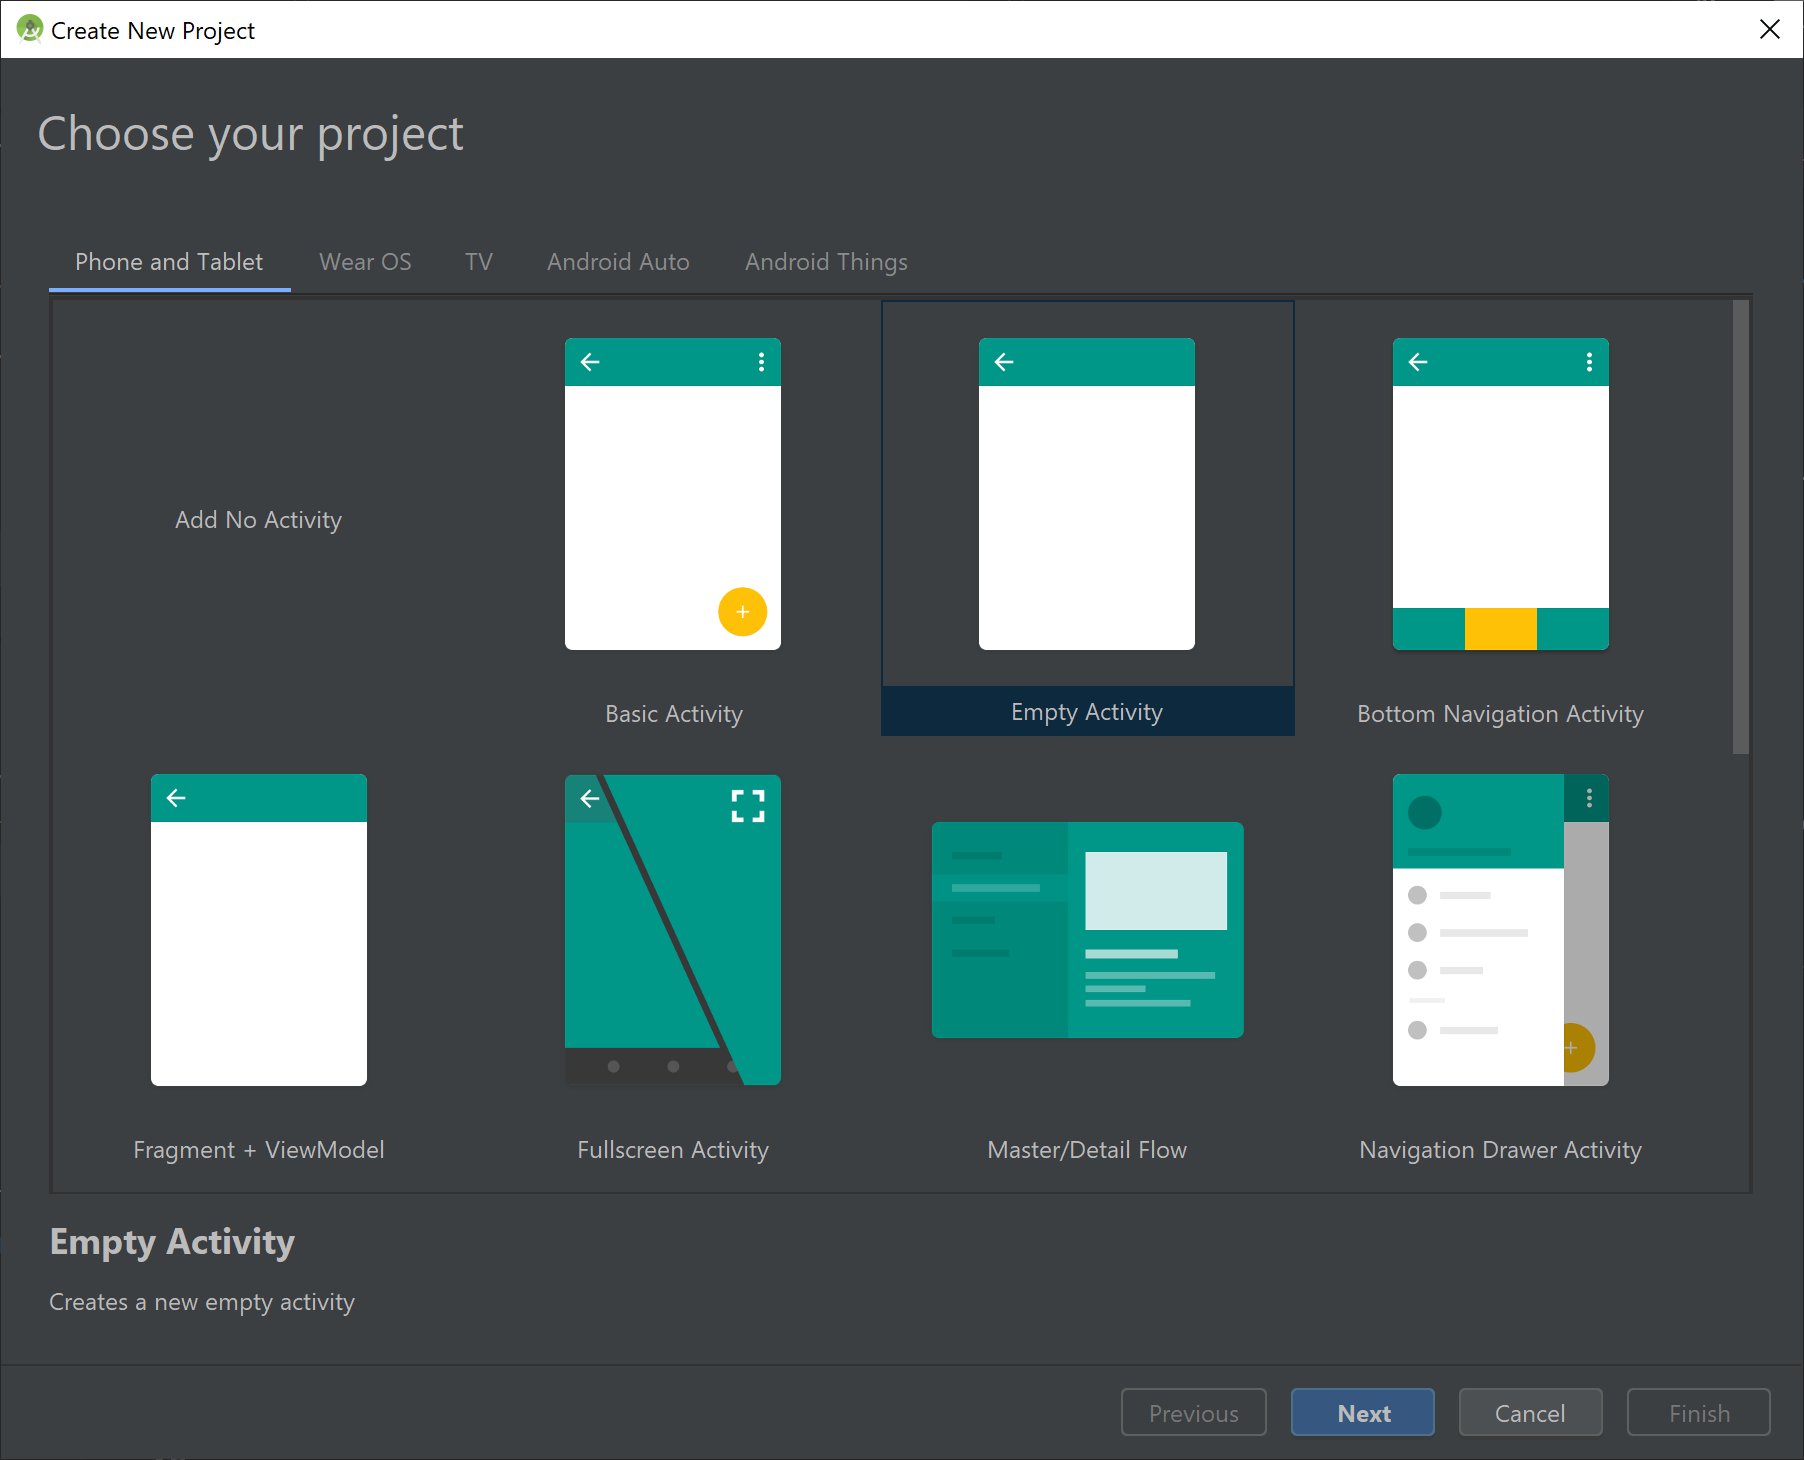 Create New Project
Choose your project
Phone and Tablet Wear OS TV Android Auto Android Things
Add No Activity
Basic Activity
Empty Activity
Bottom Navigation Activity
Fragment + ViewModel
Fullscreen Activity
Master/Detail Flow
Navigation Drawer Activity
Empty Activity
Creates a new empty activity
Previous Next Cancel Finish